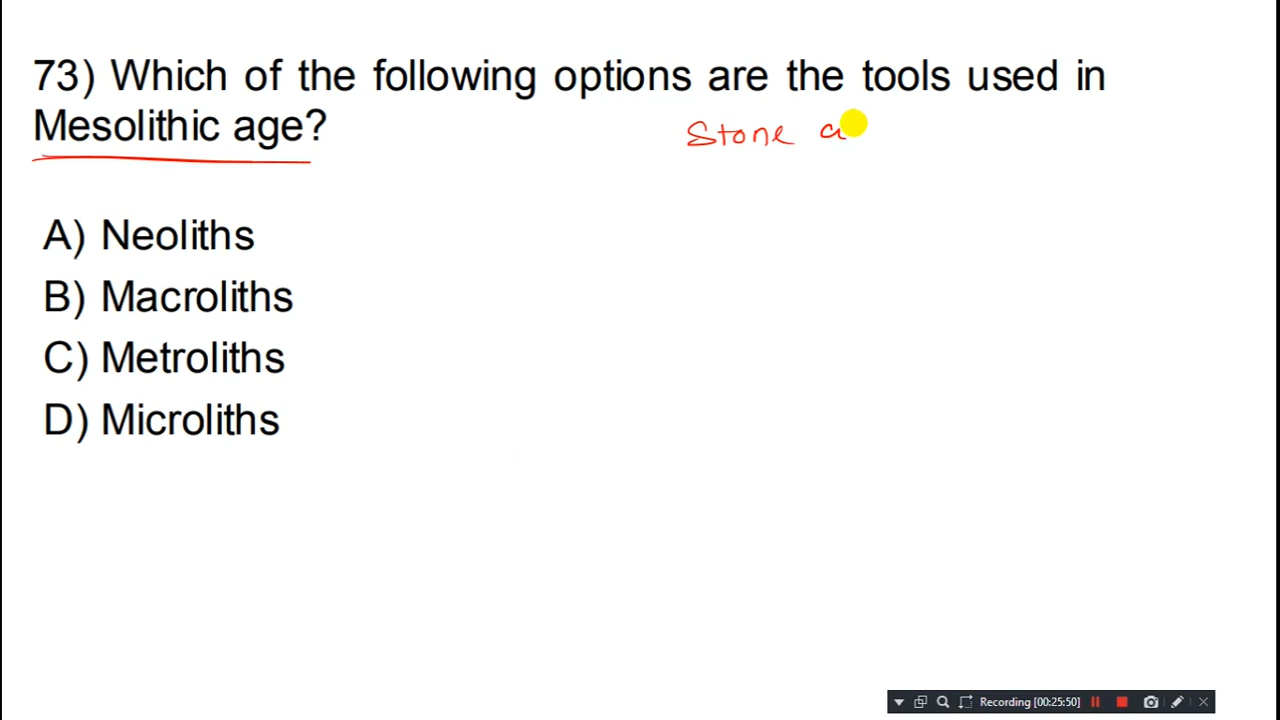 73) Which of the following options are the tools used in
Mesolithic age?
Stone a
A) Neoliths
B) Macroliths
C) Metroliths
D) Microliths
Recording [00:25:50]